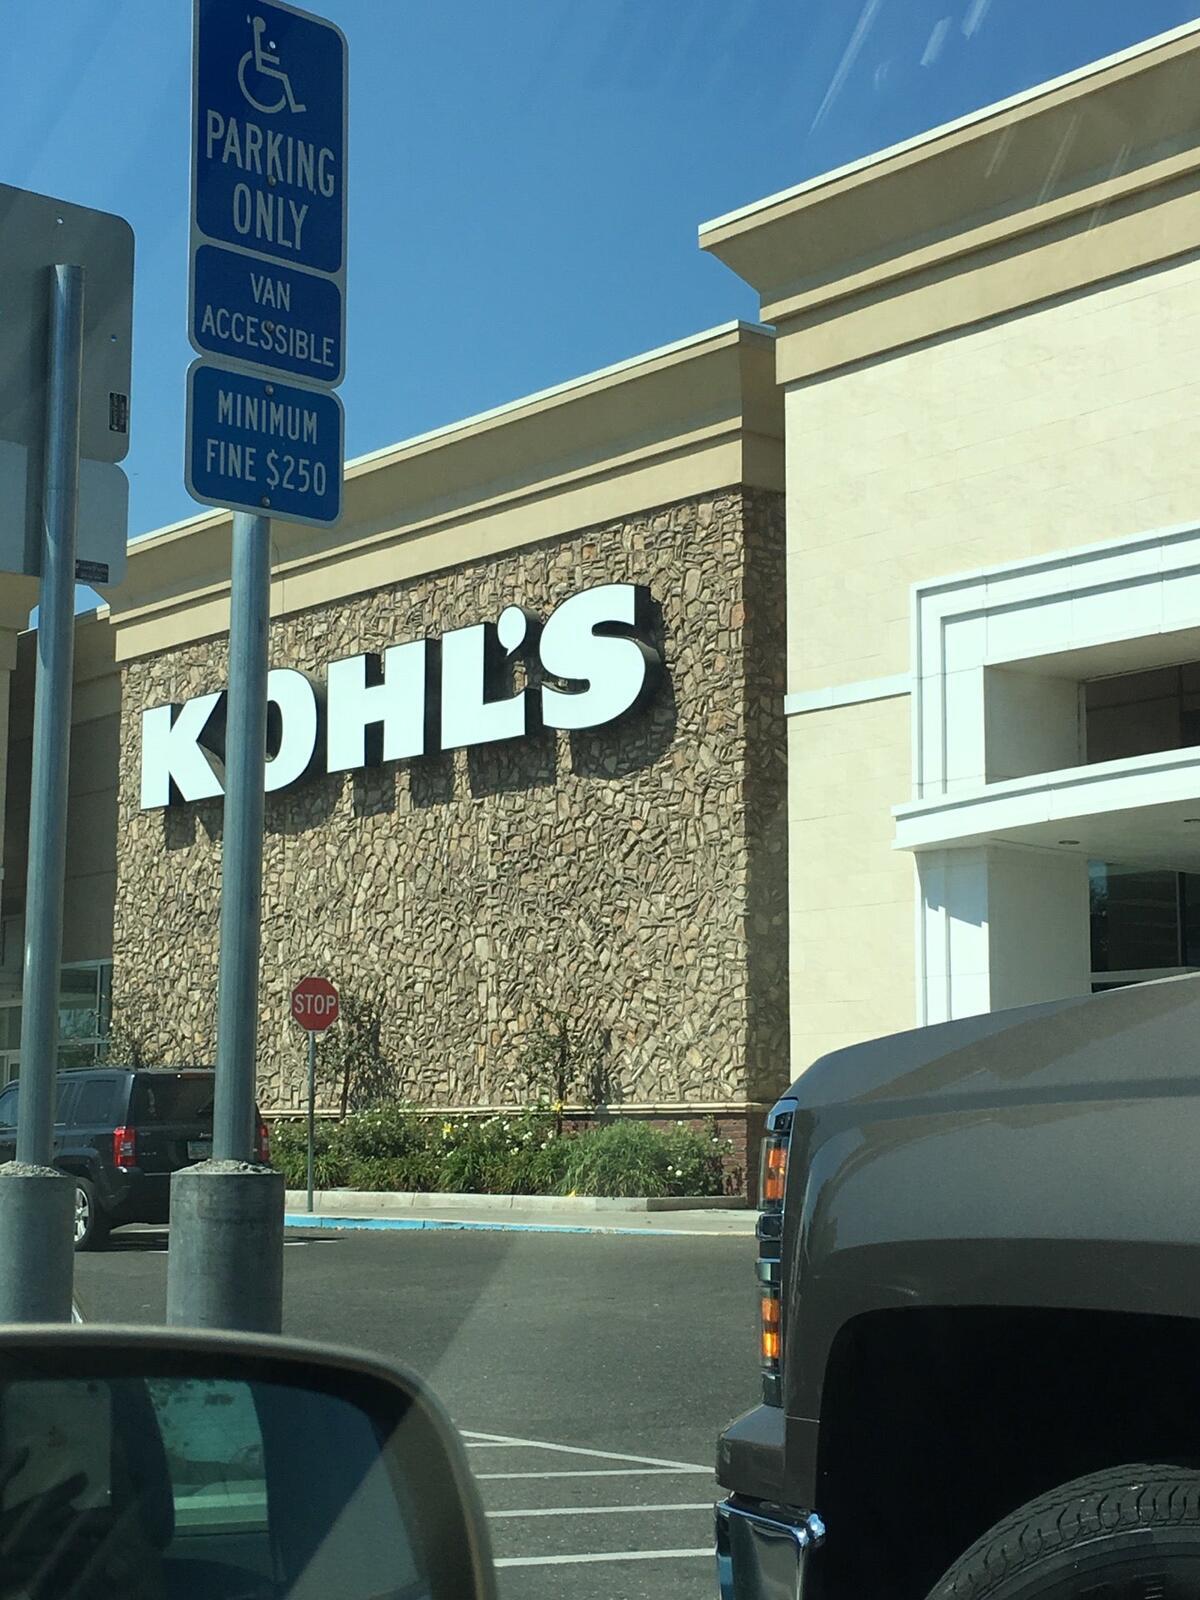 PARKING
ONLY
VAN
ACCESSIBLE
MINIMUM
FINE $250
KOHL'S
STOP